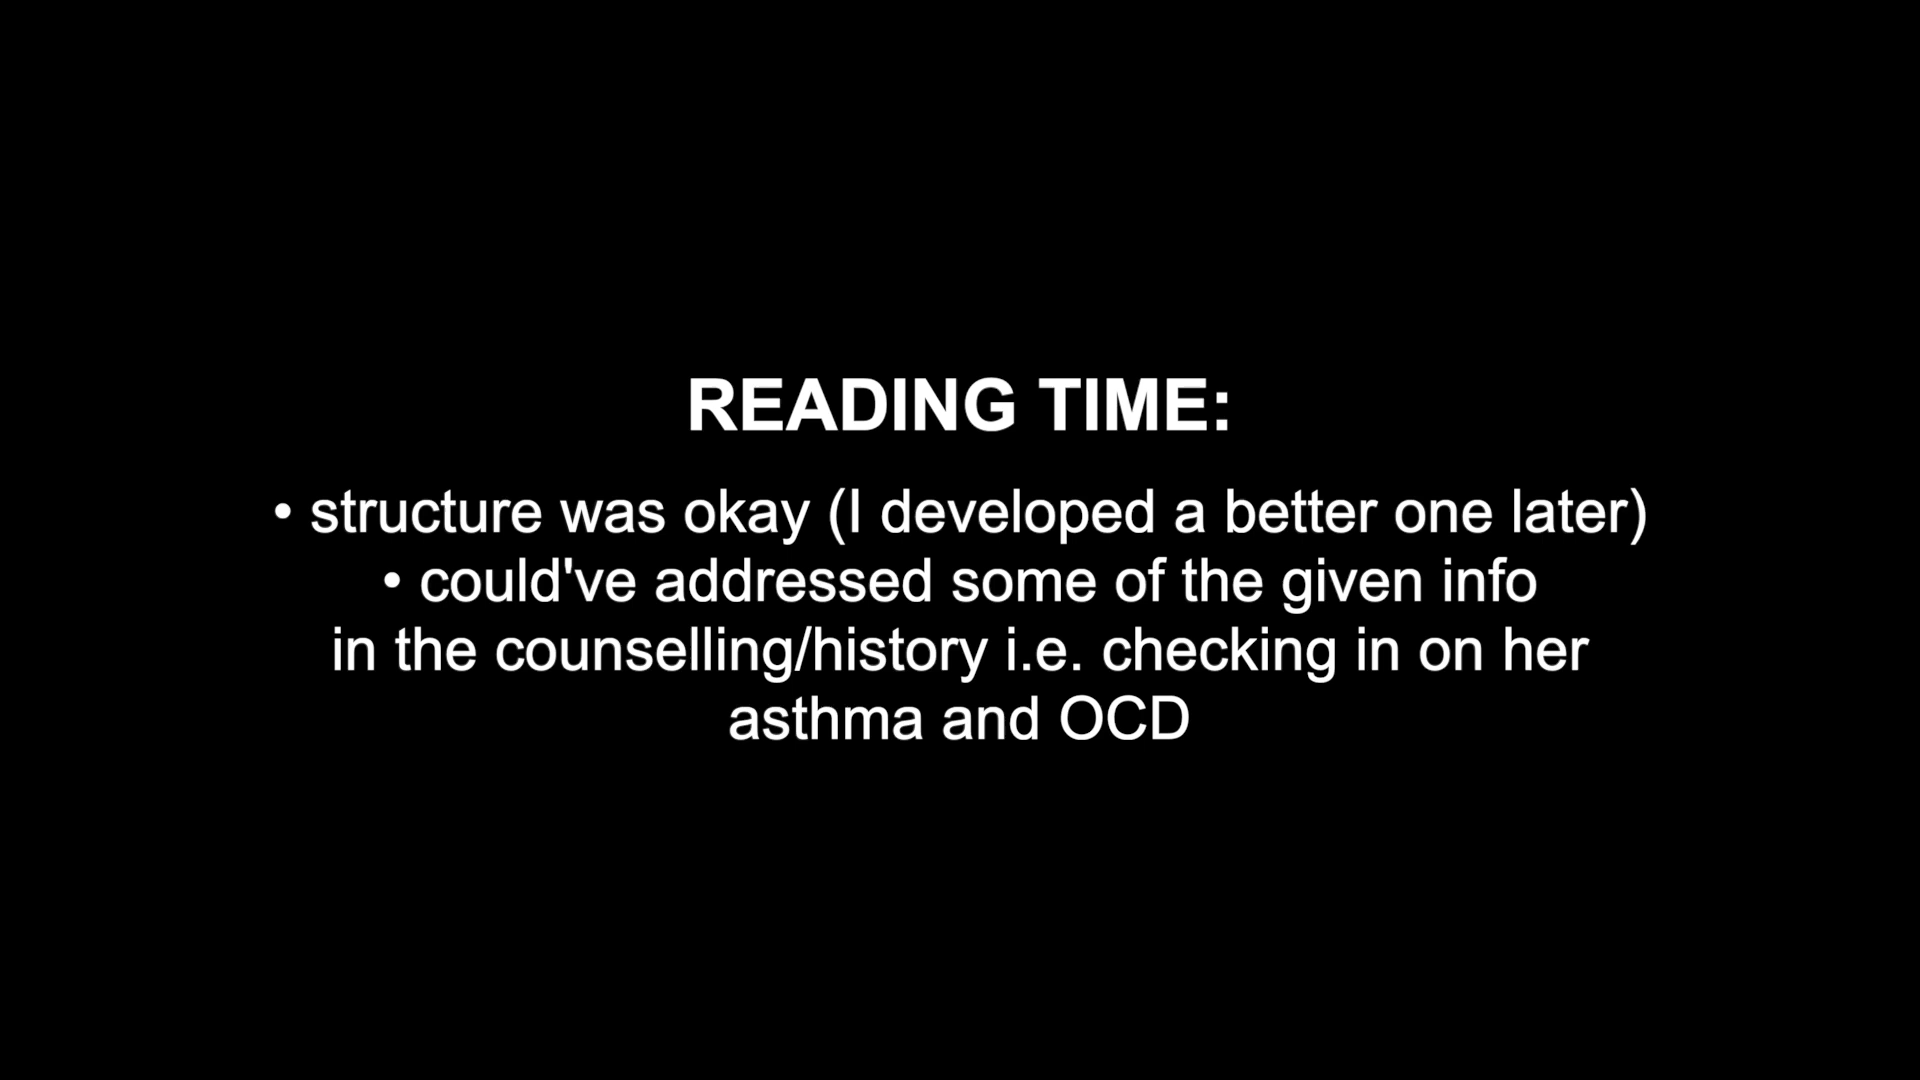 READING TIME:
• structure was okay (I developed a better one later)
• could've addressed some of the given info
in the counselling/history i.e. checking in on her
asthma and OCD